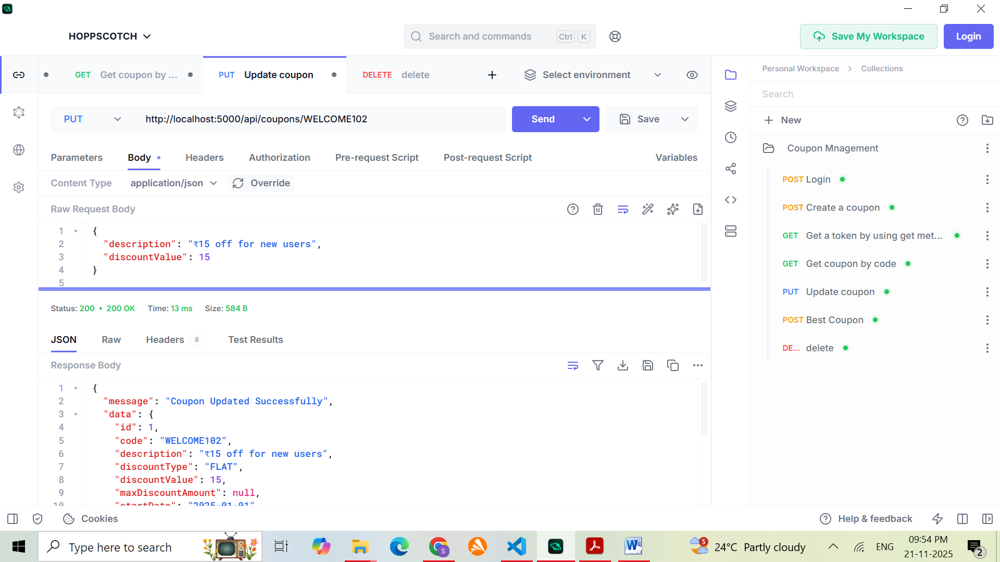 HOPPSCOTCH
Search and commands Ctrl K
Save My Workspace
Login
GET Get coupon by ...
PUT Update coupon
DELETE delete
Select environment
Personal Workspace > Collections
Search
PUT http://localhost:5000/api/coupons/WELCOME102 Send Save
New
Parameters Body Headers Authorization Pre-request Script Post-request Script Variables
Content Type application/json Override
Raw Request Body
1 {
2 "description": "₹15 off for new users",
3 "discountValue": 15
4 }
5
Status: 200 • 200 OK Time: 13 ms Size: 584 B
JSON Raw Headers 8 Test Results
Response Body
1 {
2 "message": "Coupon Updated Successfully",
3 "data": {
4 "id": 1,
5 "code": "WELCOME102",
6 "description": "₹15 off for new users",
7 "discountType": "FLAT",
8 "discountValue": 15,
9 "maxDiscountAmount": null,
10 "startDate": "2025-01-01"
Coupon Mnagement
POST Login
POST Create a coupon
GET Get a token by using get met...
GET Get coupon by code
PUT Update coupon
POST Best Coupon
DE... delete
Cookies
Help & feedback
Type here to search
5
24°C Partly cloudy
ENG
09:54 PM
21-11-2025
2